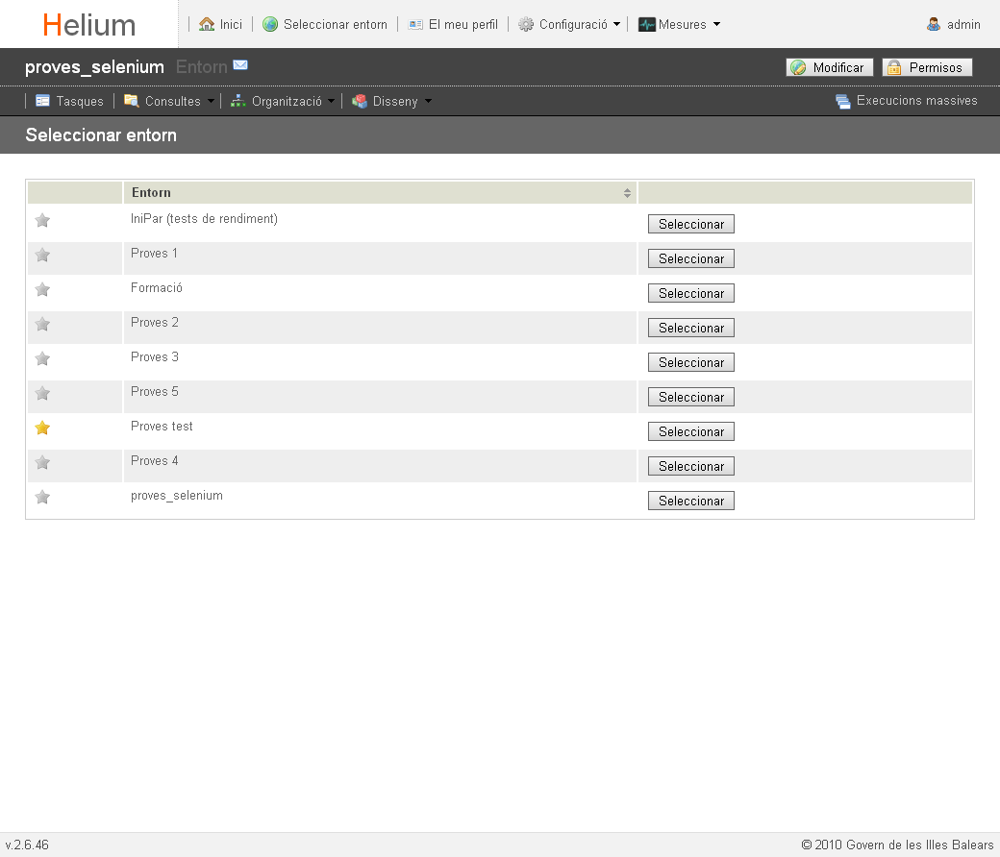 Helium Inici Seleccionar entorn El meu perfil Configuració Mesures admin
proves_selenium Entorn Modificar Permisos
Tasques Consultes Organització Disseny Execucions massives
Seleccionar entorn
Entorn
IniPar (tests de rendiment) Seleccionar
Proves 1 Seleccionar
Formació Seleccionar
Proves 2 Seleccionar
Proves 3 Seleccionar
Proves 5 Seleccionar
Proves test Seleccionar
Proves 4 Seleccionar
proves_selenium Seleccionar
v.2.6.46 © 2010 Govern de les Illes Balears